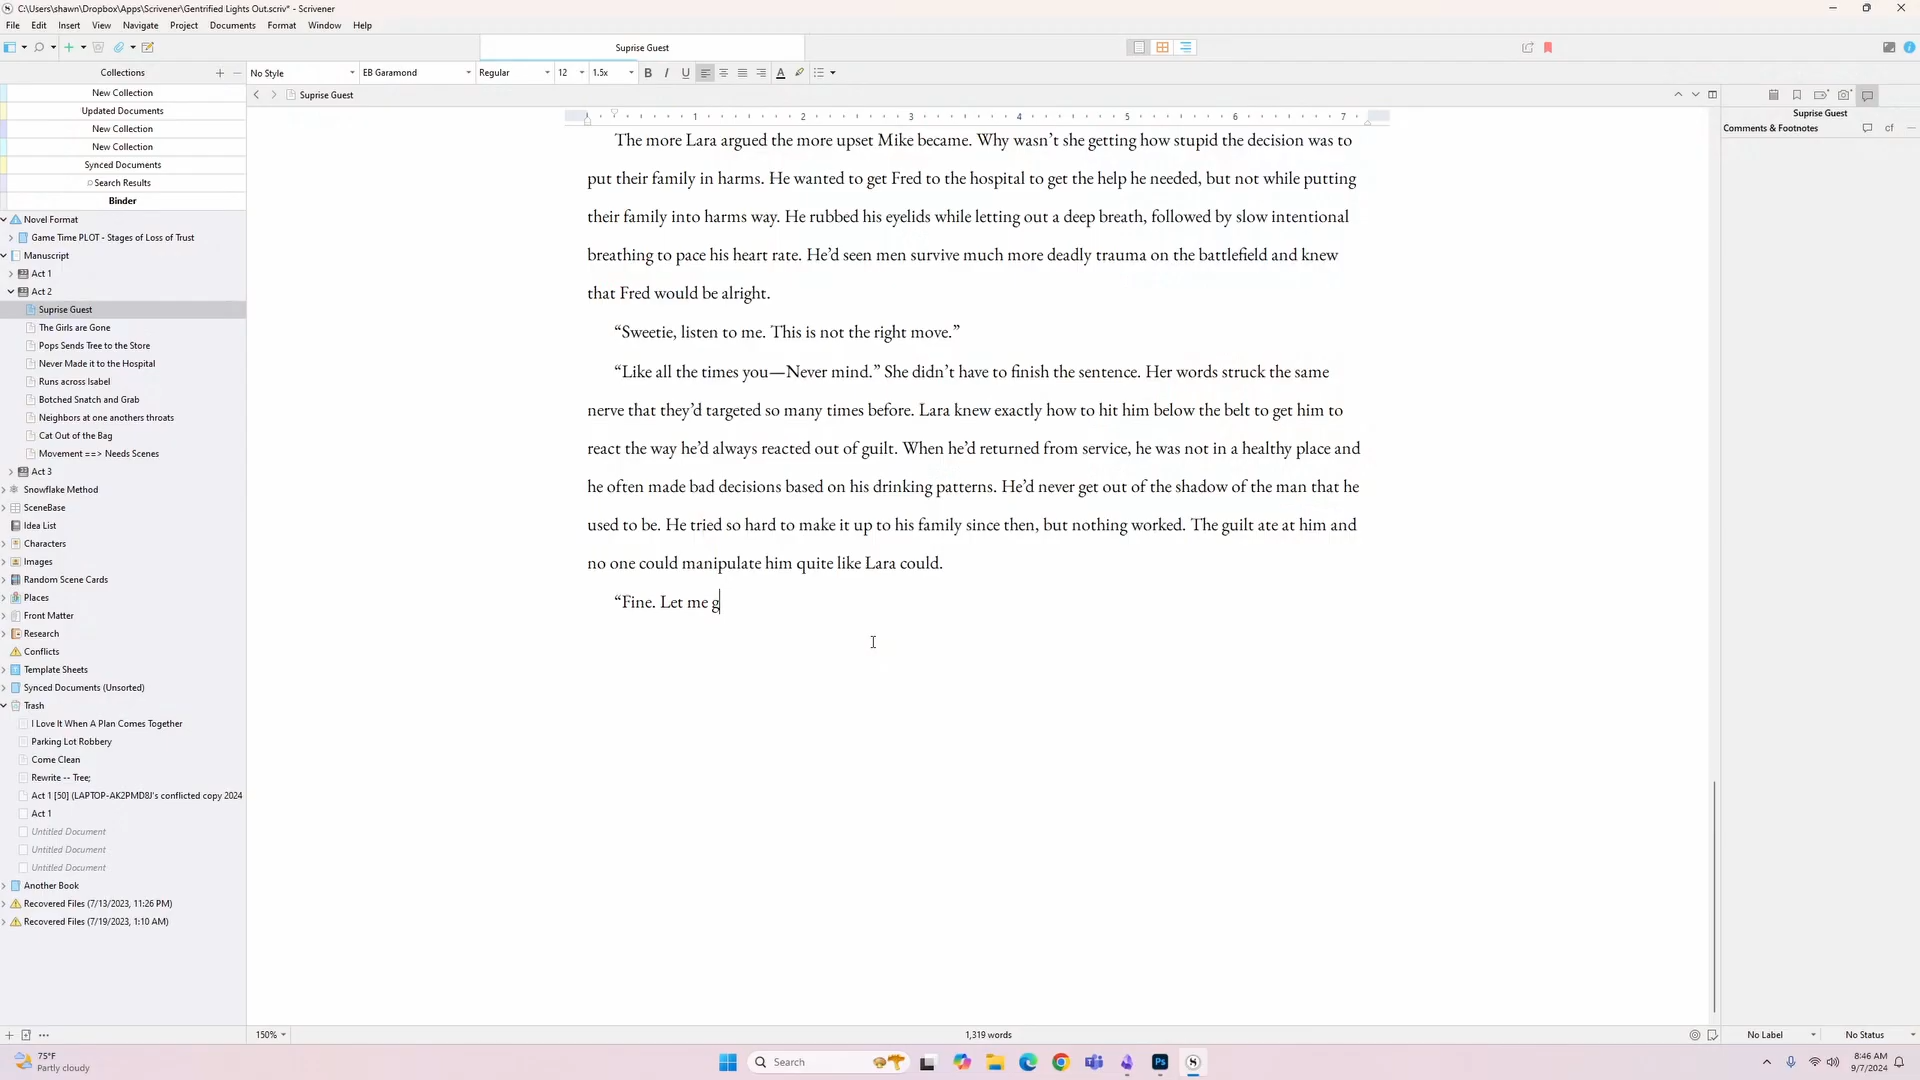 C:\Users\shawn\Dropbox\Apps\Scrivener\Gentrified Lights Out.scriv* - Scrivener
File Edit Insert View Navigate Project Documents Format Window Help
Suprise Guest
Collections
No Style EB Garamond Regular 12 1.5x B I U A
New Collection
Updated Documents
New Collection
New Collection
Synced Documents
Search Results
Binder
Novel Format
Game Time PLOT - Stages of Loss of Trust
Manuscript
Act 1
Act 2
Suprise Guest
The Girls are Gone
Pops Sends Tree to the Store
Never Made it to the Hospital
Runs across Isabel
Botched Snatch and Grab
Neighbors at one anothers throats
Cat Out of the Bag
Movement ==> Needs Scenes
Act 3
Snowflake Method
SceneBase
Idea List
Characters
Images
Random Scene Cards
Places
Front Matter
Research
Conflicts
Template Sheets
Synced Documents (Unsorted)
Trash
I Love It When A Plan Comes Together
Parking Lot Robbery
Come Clean
Rewrite -- Tree;
Act 1 [50] (LAPTOP-AK2PMD8J's conflicted copy 2024
Act 1
Untitled Document
Untitled Document
Untitled Document
Another Book
Recovered Files (7/13/2023, 11:26 PM)
Recovered Files (7/19/2023, 1:10 AM)
Suprise Guest
1 2 3 4 5 6 7
The more Lara argued the more upset Mike became. Why wasn’t she getting how stupid the decision was to
put their family in harms. He wanted to get Fred to the hospital to get the help he needed, but not while putting
their family into harms way. He rubbed his eyelids while letting out a deep breath, followed by slow intentional
breathing to pace his heart rate. He’d seen men survive much more deadly trauma on the battlefield and knew
that Fred would be alright.
“Sweetie, listen to me. This is not the right move.”
“Like all the times you—Never mind.” She didn’t have to finish the sentence. Her words struck the same
nerve that they’d targeted so many times before. Lara knew exactly how to hit him below the belt to get him to
react the way he’d always reacted out of guilt. When he’d returned from service, he was not in a healthy place and
he often made bad decisions based on his drinking patterns. He’d never get out of the shadow of the man that he
used to be. He tried so hard to make it up to his family since then, but nothing worked. The guilt ate at him and
no one could manipulate him quite like Lara could.
“Fine. Let me g
Suprise Guest
Comments & Footnotes cf
150% 1,319 words No Label No Status
75°F
Partly cloudy
Search
8:46 AM
9/7/2024